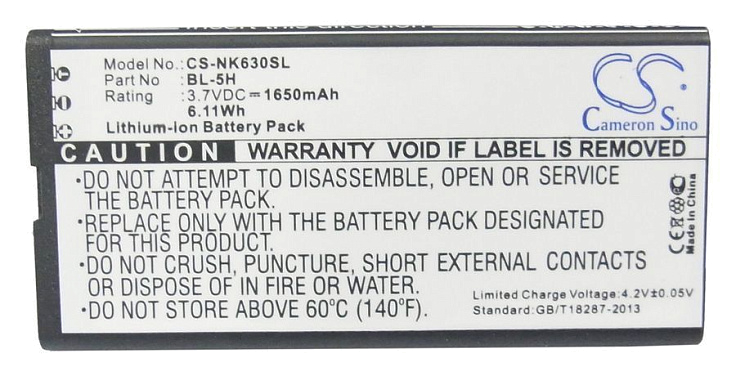 Model No.: CS-NK630SL
Part No : BL-5H
Rating : 3.7VDC⎓1650mAh
6.11Wh
Lithium-Ion Battery Pack
CS
Cameron Sino
CAUTION WARRANTY VOID IF LABEL IS REMOVED
•DO NOT ATTEMPT TO DISASSEMBLE, OPEN OR SERVICE
THE BATTERY PACK.
•REPLACE ONLY WITH THE BATTERY PACK DESIGNATED
FOR THIS PRODUCT.
•DO NOT CRUSH, PUNCTURE, SHORT EXTERNAL CONTACTS
OR DISPOSE IN FIRE.
•DO NOT STORE ABOVE 60°C (140°F).
CE
Made in China
Limited Charge Voltage:4.2V±0.05V
Standard:GB/T18287-2013